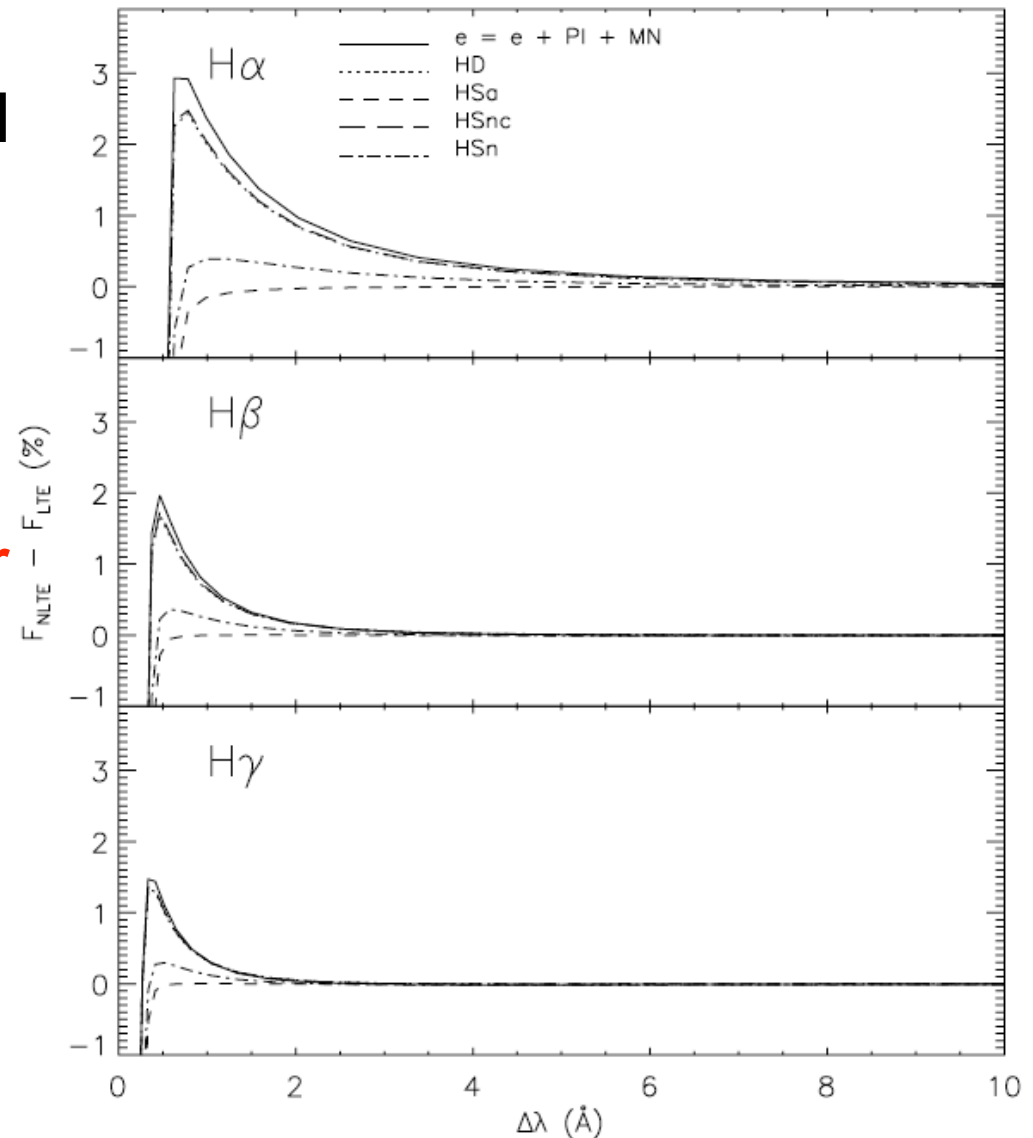 e = e + PI + MN
HD
HSa
HSnc
HSn
Hα
3
2
1
0
−1
Hβ
3
2
1
0
−1
Hγ
3
2
1
0
−1
F_NLTE − F_LTE (%)
0 2 4 6 8 10
Δλ (Å)